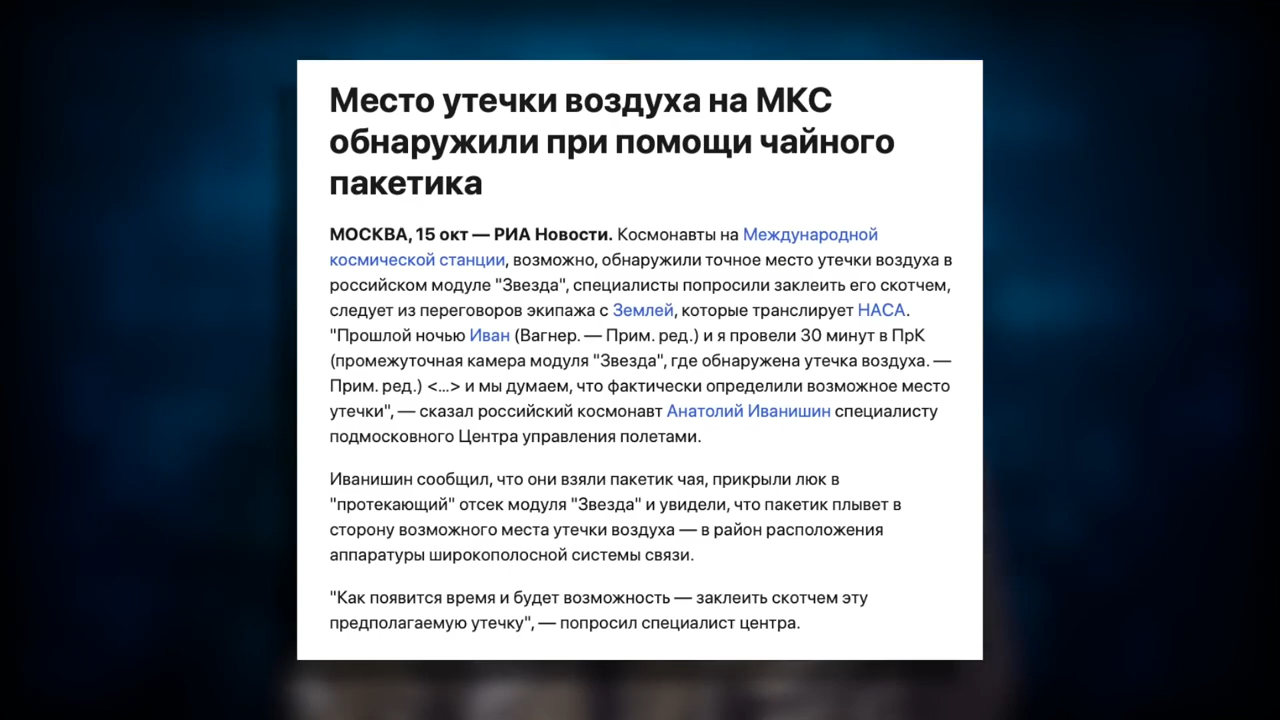 Место утечки воздуха на МКС
обнаружили при помощи чайного
пакетика
МОСКВА, 15 окт — РИА Новости. Космонавты на Международной
космической станции, возможно, обнаружили точное место утечки воздуха в
российском модуле "Звезда", специалисты попросили заклеить его скотчем,
следует из переговоров экипажа с Землей, которые транслирует НАСА.
"Прошлой ночью Иван (Вагнер. — Прим. ред.) и я провели 30 минут в ПрК
(промежуточная камера модуля "Звезда", где обнаружена утечка воздуха. —
Прим. ред.) <…> и мы думаем, что фактически определили возможное место
утечки", — сказал российский космонавт Анатолий Иванишин специалисту
подмосковного Центра управления полетами.
Иванишин сообщил, что они взяли пакетик чая, прикрыли люк в
"протекающий" отсек модуля "Звезда" и увидели, что пакетик плывет в
сторону возможного места утечки воздуха — в район расположения
аппаратуры широкополосной системы связи.
"Как появится время и будет возможность — заклеить скотчем эту
предполагаемую утечку", — попросил специалист центра.